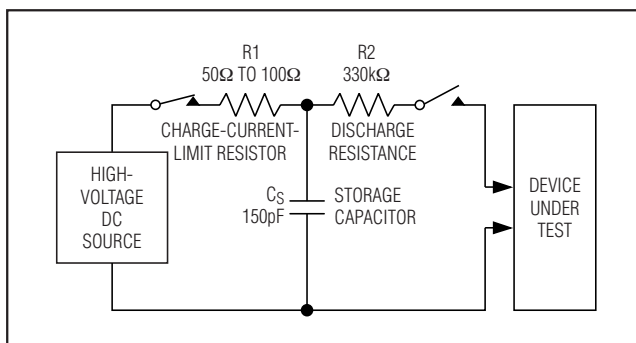 R1
50Ω TO 100Ω
R2
330kΩ
CHARGE-CURRENT-
LIMIT RESISTOR
DISCHARGE
RESISTANCE
HIGH-
VOLTAGE
DC
SOURCE
CS
150pF
STORAGE
CAPACITOR
DEVICE
UNDER
TEST